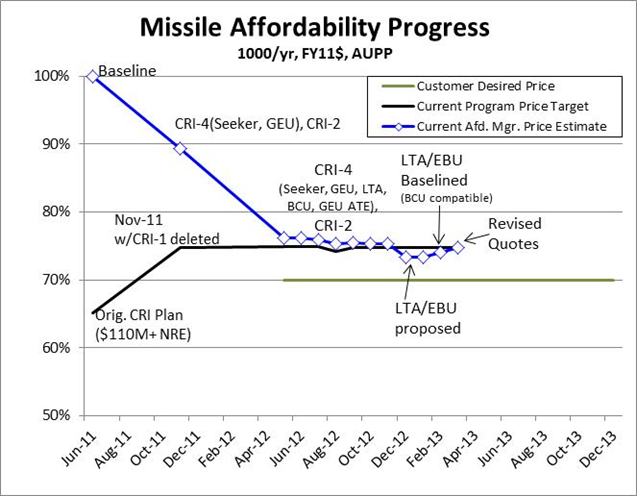 Missile Affordability Progress
1000/yr, FY11$, AUPP
100%
90%
80%
70%
60%
50%
Baseline
Customer Desired Price
Current Program Price Target
Current Afd. Mgr. Price Estimate
CRI-4(Seeker, GEU), CRI-2
CRI-4
(Seeker, GEU, LTA,
BCU, GEU ATE),
CRI-2
LTA/EBU
Baselined
(BCU compatible)
Nov-11
w/CRI-1 deleted
Revised
Quotes
Orig. CRI Plan
($110M+ NRE)
LTA/EBU
proposed
Jun-11
Aug-11
Oct-11
Dec-11
Feb-12
Apr-12
Jun-12
Aug-12
Oct-12
Dec-12
Feb-13
Apr-13
Jun-13
Aug-13
Oct-13
Dec-13